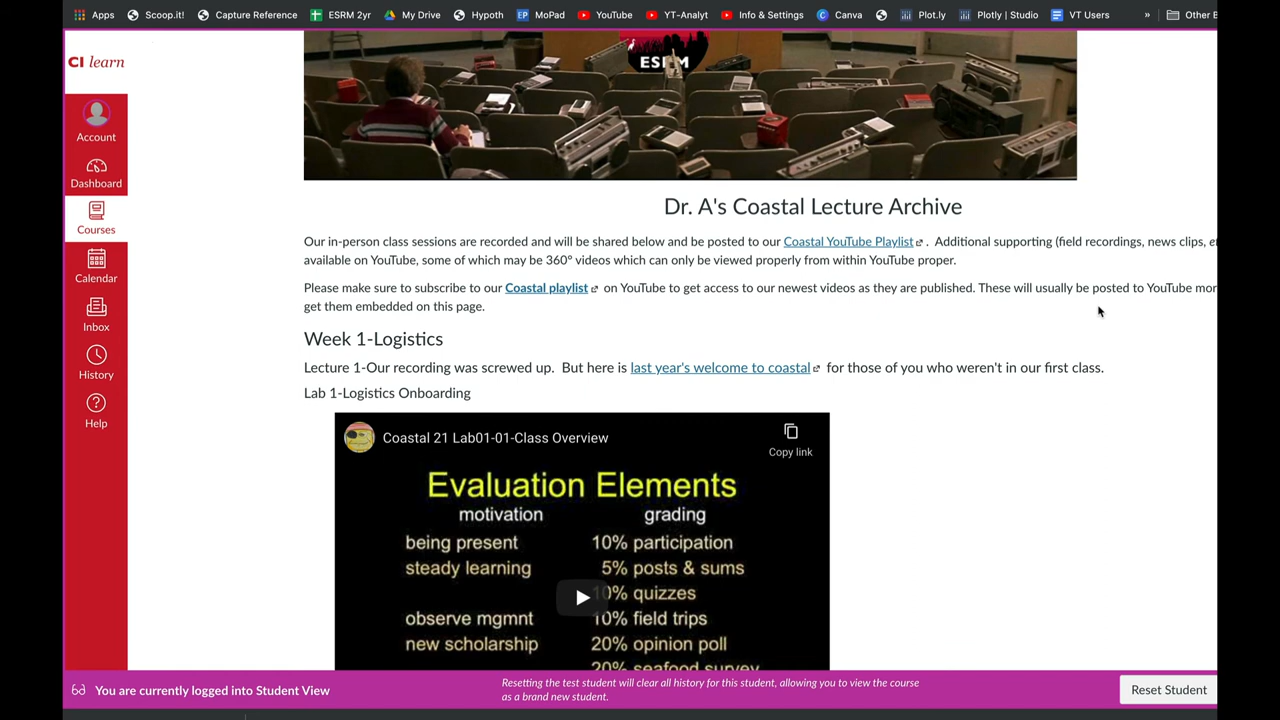 Apps Scoop.it! Capture Reference ESRM 2yr My Drive Hypoth EP MoPad YouTube YT-Analyt Info & Settings Canva Plot.ly Plotly | Studio VT Users » Other B
CI learn
Account
Dashboard
Courses
Calendar
Inbox
History
Help
ESRM
Dr. A's Coastal Lecture Archive
Our in-person class sessions are recorded and will be shared below and be posted to our Coastal YouTube Playlist . Additional supporting (field recordings, news clips,
available on YouTube, some of which may be 360° videos which can only be viewed properly from within YouTube proper.
Please make sure to subscribe to our Coastal playlist on YouTube to get access to our newest videos as they are published. These will usually be posted to YouTube mor
get them embedded on this page.
Week 1-Logistics
Lecture 1-Our recording was screwed up. But here is last year's welcome to coastal for those of you who weren't in our first class.
Lab 1-Logistics Onboarding
Coastal 21 Lab01-01-Class Overview
Copy link
Evaluation Elements
motivation grading
being present 10% participation
steady learning 5% posts & sums
10% quizzes
observe mgmnt 10% field trips
new scholarship 20% opinion poll
20% seafood survey
You are currently logged into Student View
Resetting the test student will clear all history for this student, allowing you to view the course
as a brand new student.
Reset Student